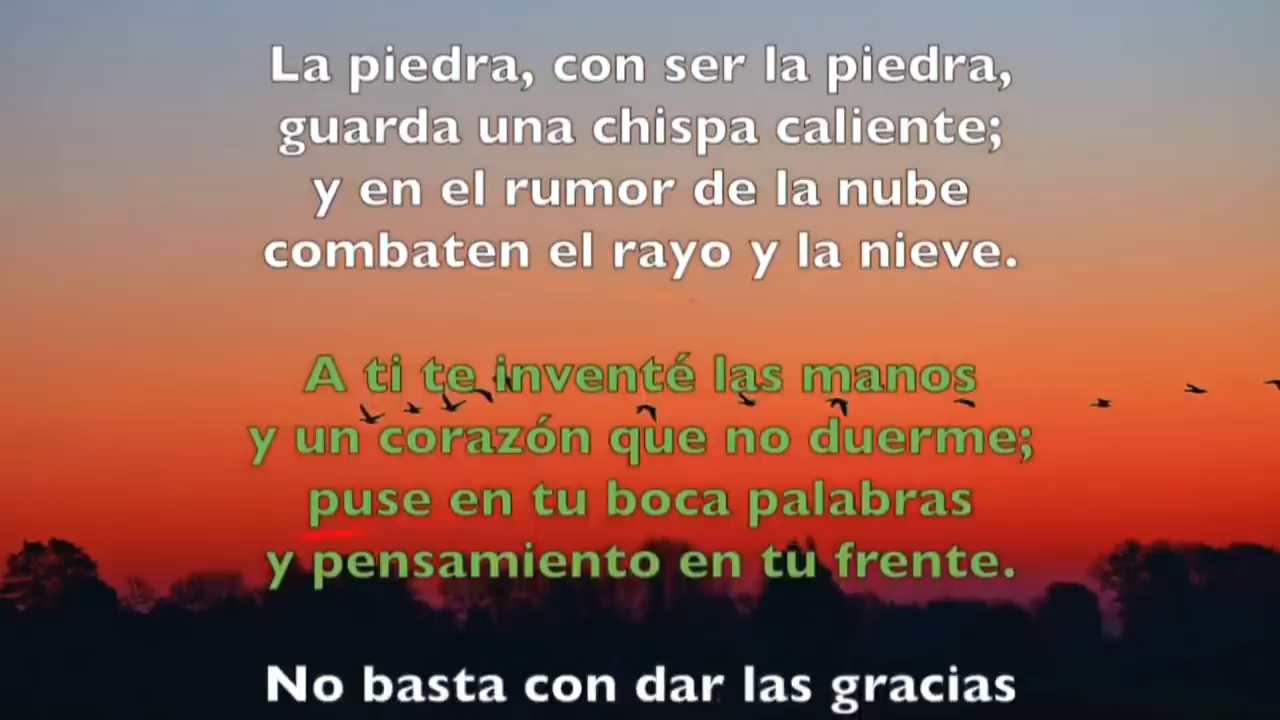 La piedra, con ser la piedra,
guarda una chispa caliente;
y en el rumor de la nube
combaten el rayo y la nieve.
A ti te inventé las manos
y un corazón que no duerme;
puse en tu boca palabras
y pensamiento en tu frente.
No basta con dar las gracias